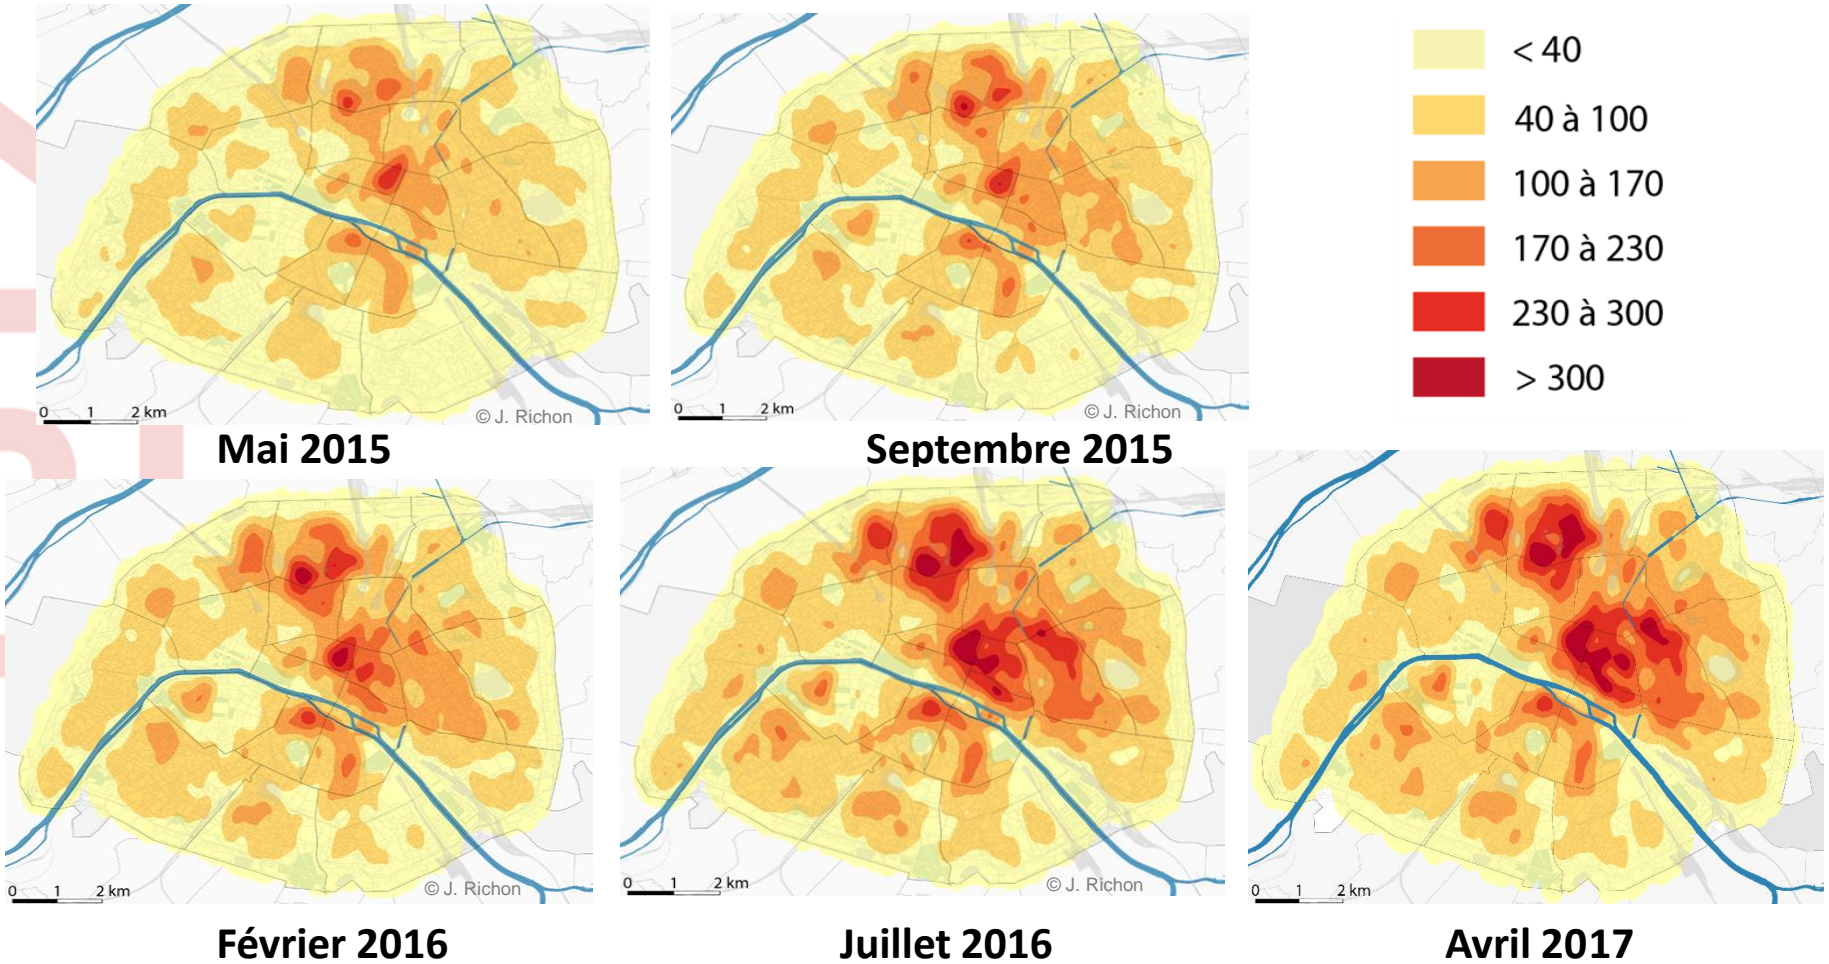 < 40
40 à 100
100 à 170
170 à 230
230 à 300
> 300
0 1 2 km
© J. Richon
0 1 2 km
© J. Richon
Mai 2015
Septembre 2015
0 1 2 km
© J. Richon
0 1 2 km
© J. Richon
0 1 2 km
Février 2016
Juillet 2016
Avril 2017